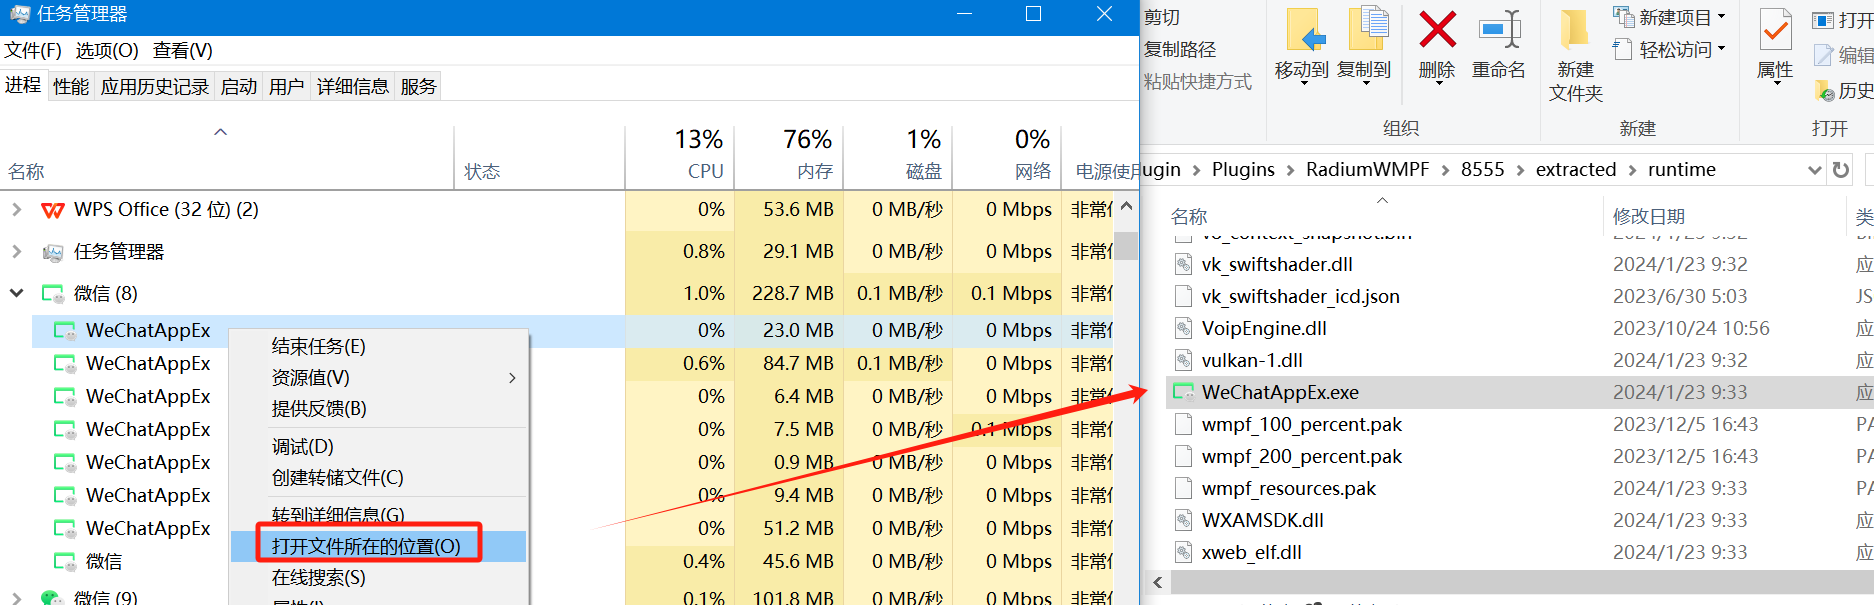 任务管理器
文件(F) 选项(O) 查看(V)
进程 性能 应用历史记录 启动 用户 详细信息 服务
13% 76% 1% 0%
名称 状态 CPU 内存 磁盘 网络 电源使用
WPS Office (32 位) (2) 0% 53.6 MB 0 MB/秒 0 Mbps 非常
任务管理器 0.8% 29.1 MB 0 MB/秒 0 Mbps 非常
微信 (8) 1.0% 228.7 MB 0.1 MB/秒 0.1 Mbps 非常
WeChatAppEx 0% 23.0 MB 0 MB/秒 0 Mbps 非常
WeChatAppEx 0.6% 84.7 MB 0.1 MB/秒 0 Mbps 非常
WeChatAppEx 0% 6.4 MB 0 MB/秒 0 Mbps 非常
WeChatAppEx 0% 7.5 MB 0 MB/秒 0.1 Mbps 非常
WeChatAppEx 0% 0.9 MB 0 MB/秒 0 Mbps 非常
WeChatAppEx 0% 9.4 MB 0 MB/秒 0 Mbps 非常
WeChatAppEx 0% 51.2 MB 0 MB/秒 0 Mbps 非常
微信 0.4% 45.6 MB 0 MB/秒 0 Mbps 非常
微信 (9) 0.1% 101.8 MB 0 MB/秒 0 Mbps 非常
结束任务(E)
资源值(V)
提供反馈(B)
调试(D)
创建转储文件(C)
转到详细信息(G)
打开文件所在的位置(O)
在线搜索(S)
剪切
复制路径
粘贴快捷方式
移动到 复制到 删除 重命名
组织
新建
文件夹
新建项目
轻松访问
新建
属性
打开
编辑
历史
打开
lugin > Plugins > RadiumWMPF > 8555 > extracted > runtime
名称 修改日期 类
vk_swiftshader.dll 2024/1/23 9:32 应
vk_swiftshader_icd.json 2023/6/30 5:03 JS
VoipEngine.dll 2023/10/24 10:56 应
vulkan-1.dll 2024/1/23 9:32 应
WeChatAppEx.exe 2024/1/23 9:33 应
wmpf_100_percent.pak 2023/12/5 16:43 PA
wmpf_200_percent.pak 2023/12/5 16:43 PA
wmpf_resources.pak 2024/1/23 9:33 PA
WXAMSDK.dll 2024/1/23 9:33 应
xweb_elf.dll 2024/1/23 9:33 应